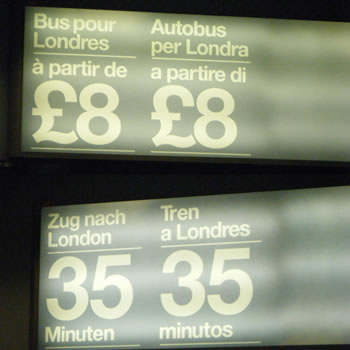 Bus pour
Londres
à partir de
£8
Autobus
per Londra
a partire di
£8
Zug nach
London
35
Minuten
Tren
a Londres
35
minutos